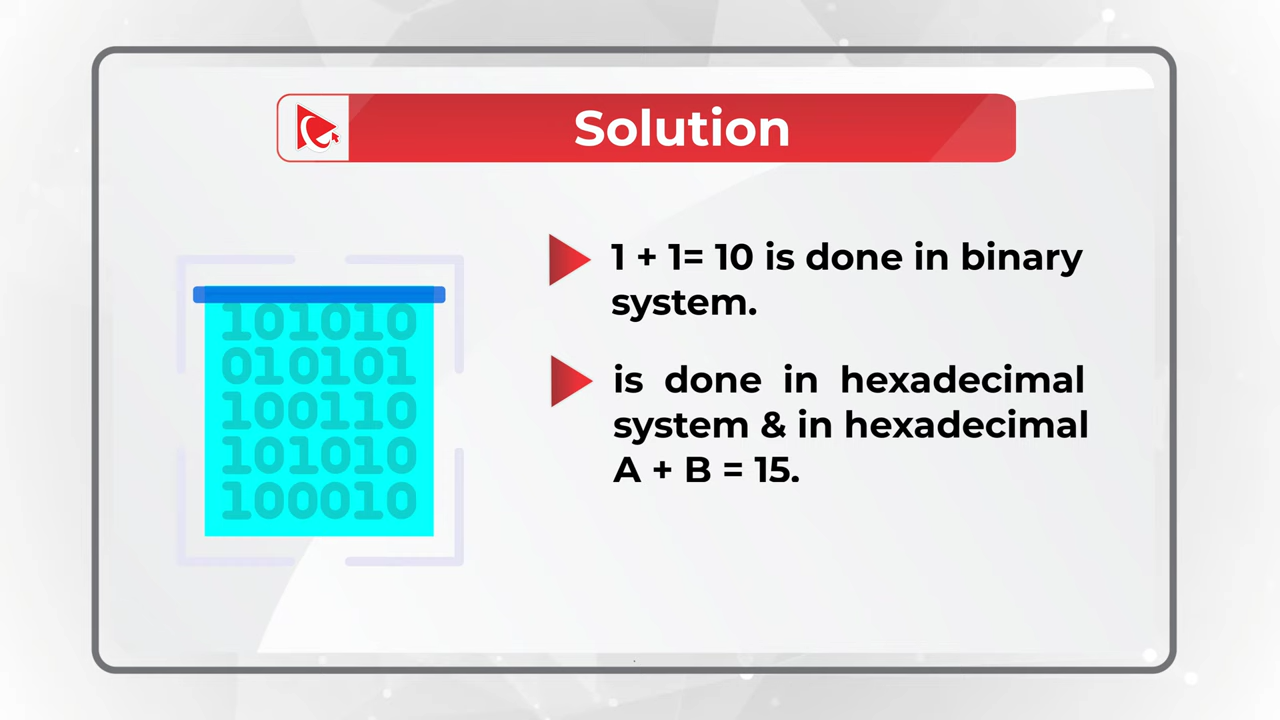 Solution
1 + 1= 10 is done in binary
system.
is done in hexadecimal
system & in hexadecimal
A + B = 15.
101010
010101
100110
101010
100010